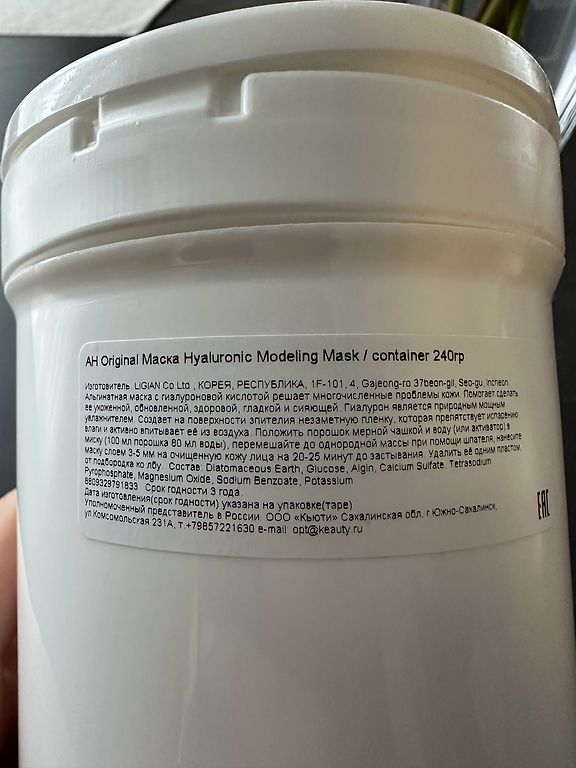 AH Original Маска Hyaluronic Modeling Mask / container 240гр
Изготовитель LIGIAN Co Ltd , КОРЕЯ, РЕСПУБЛИКА, 1F-101, 4, Gajeong-ro 37beon-gil, Seo-gu, Incheon
Альгинатная маска с гиалуроновой кислотой решает многочисленные проблемы кожи. Помогает сделать
ее ухоженной, обновленной, здоровой, гладкой и сияющей. Гиалурон является природным мощным
увлажнителем. Создает на поверхности эпителия незаметную пленку, которая препятствует испарению
влаги и активно впитывает её из воздуха. Положить порошок мерной чашкой и воду (или активатор) в
миску (100 мл порошка 80 мл воды), перемешайте до однородной массы при помощи шпателя, нанесите
маску слоем 3-5 мм на очищенную кожу лица на 20-25 минут до застывания. Удалять её одним пластом,
от подбородка ко лбу. Состав: Diatomaceous Earth, Glucose, Algin, Calcium Sulfate, Tetrasodium
Pyrophosphate, Magnesium Oxide, Sodium Benzoate, Potassium
8809329791833 Срок годности 3 года.
Дата изготовления(срок годности) указана на упаковке(таре)
Уполномоченный представитель в России ООО «Кьюти» Сахалинская обл, г.Южно-Сахалинск,
ул.Комсомольская 231А, т.+79857221630 e-mail opt@keauty.ru
EAC